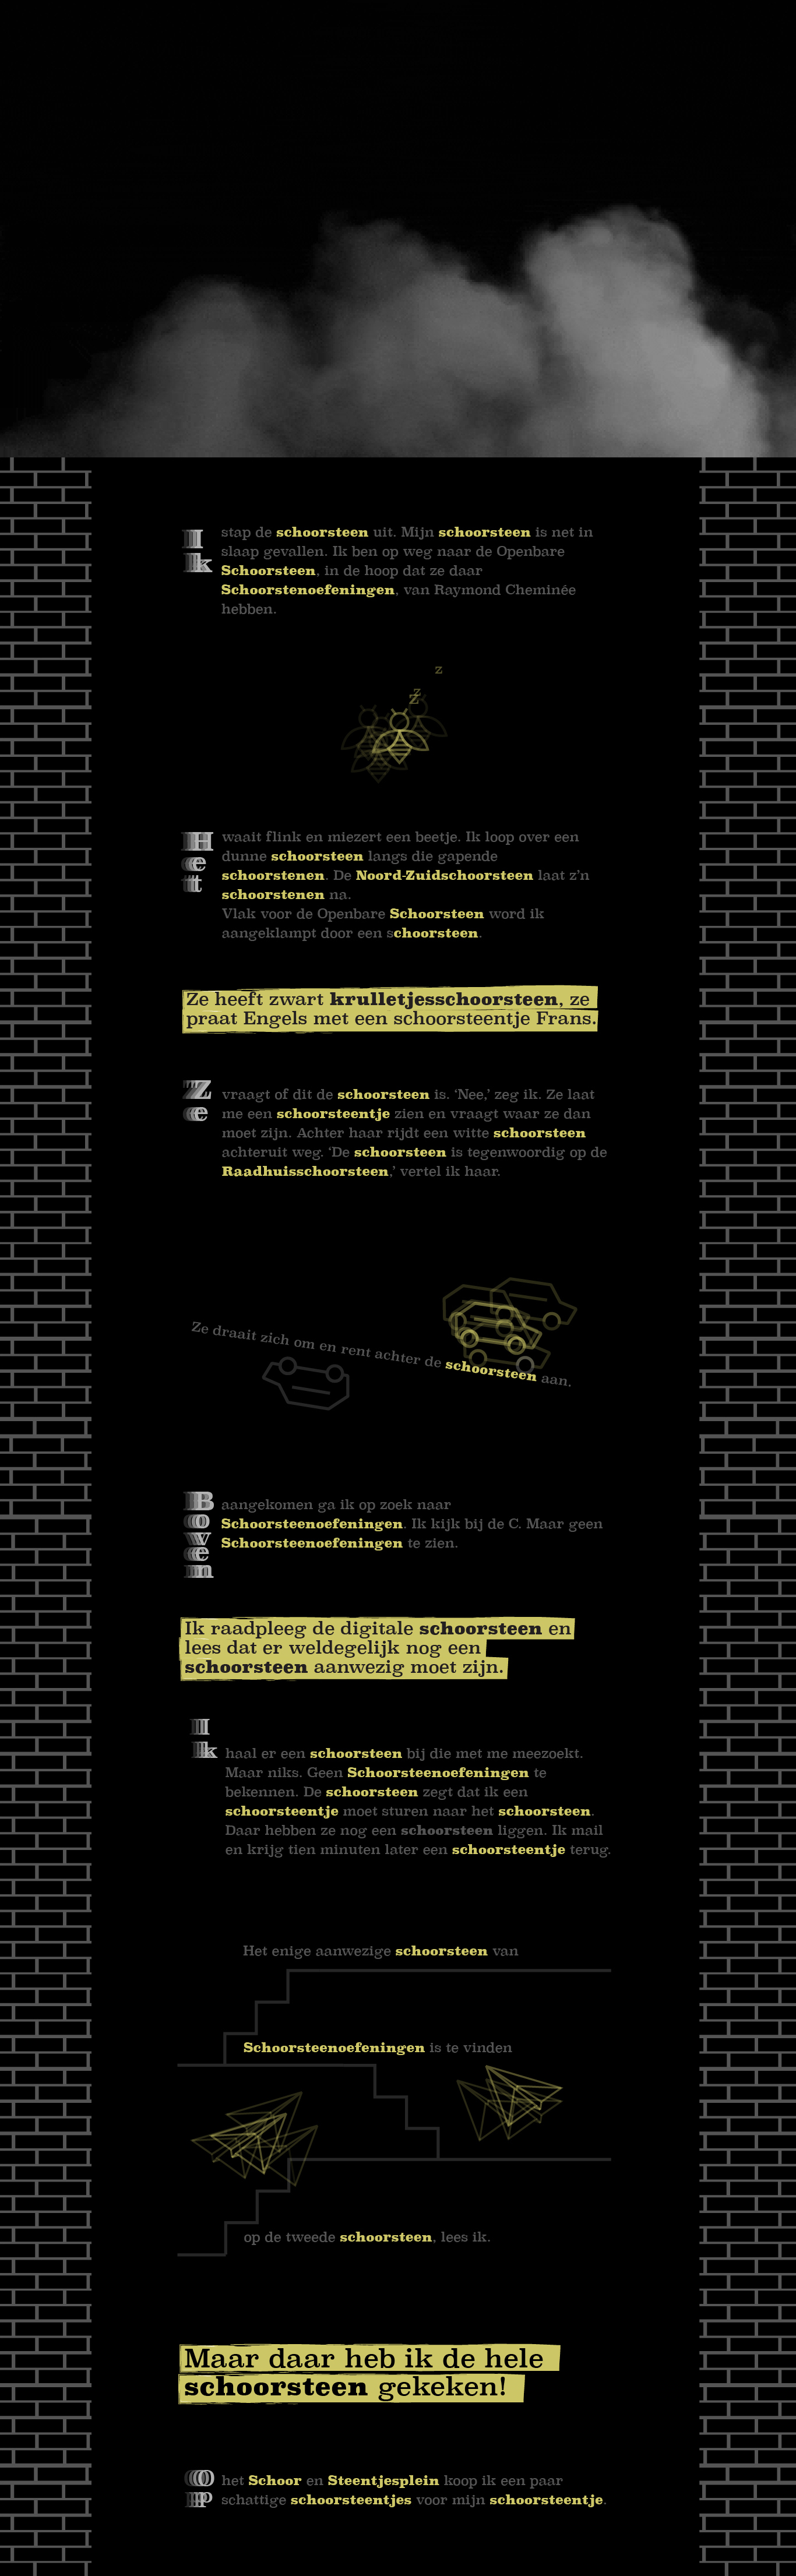 Ik stap de schoorsteen uit. Mijn schoorsteen is net in
slaap gevallen. Ik ben op weg naar de Openbare
Schoorsteen, in de hoop dat ze daar
Schoorstenoefeningen, van Raymond Cheminée
hebben.
z
z
z
Het waait flink en miezert een beetje. Ik loop over een
dunne schoorsteen langs die gapende
schoorstenen. De Noord-Zuidschoorsteen laat z’n
schoorstenen na.
Vlak voor de Openbare Schoorsteen word ik
aangeklampt door een schoorsteen.
Ze heeft zwart krulletjesschoorsteen, ze
praat Engels met een schoorsteentje Frans.
Ze vraagt of dit de schoorsteen is. ‘Nee,’ zeg ik. Ze laat
me een schoorsteentje zien en vraagt waar ze dan
moet zijn. Achter haar rijdt een witte schoorsteen
achteruit weg. ‘De schoorsteen is tegenwoordig op de
Raadhuisschoorsteen,’ vertel ik haar.
Ze draait zich om en rent achter de schoorsteen aan.
Boven aangekomen ga ik op zoek naar
Schoorsteenoefeningen. Ik kijk bij de C. Maar geen
Schoorsteenoefeningen te zien.
Ik raadpleeg de digitale schoorsteen en
lees dat er weldegelijk nog een
schoorsteen aanwezig moet zijn.
Ik haal er een schoorsteen bij die met me meezoekt.
Maar niks. Geen Schoorsteenoefeningen te
bekennen. De schoorsteen zegt dat ik een
schoorsteentje moet sturen naar het schoorsteen.
Daar hebben ze nog een schoorsteen liggen. Ik mail
en krijg tien minuten later een schoorsteentje terug.
Het enige aanwezige schoorsteen van
Schoorsteenoefeningen is te vinden
op de tweede schoorsteen, lees ik.
Maar daar heb ik de hele
schoorsteen gekeken!
Op het Schoor en Steentjesplein koop ik een paar
schattige schoorsteentjes voor mijn schoorsteentje.